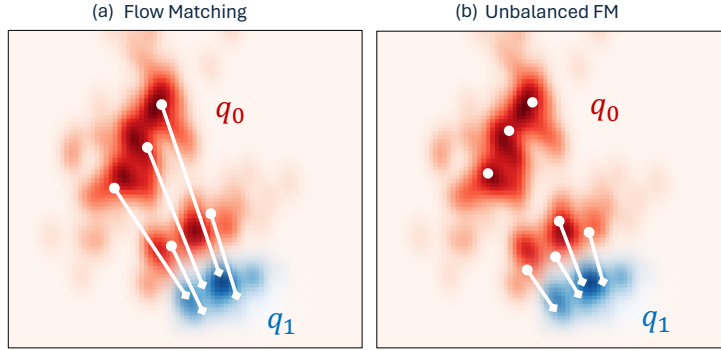 (a) Flow Matching
(b) Unbalanced FM
q₀
q₀
q₁
q₁